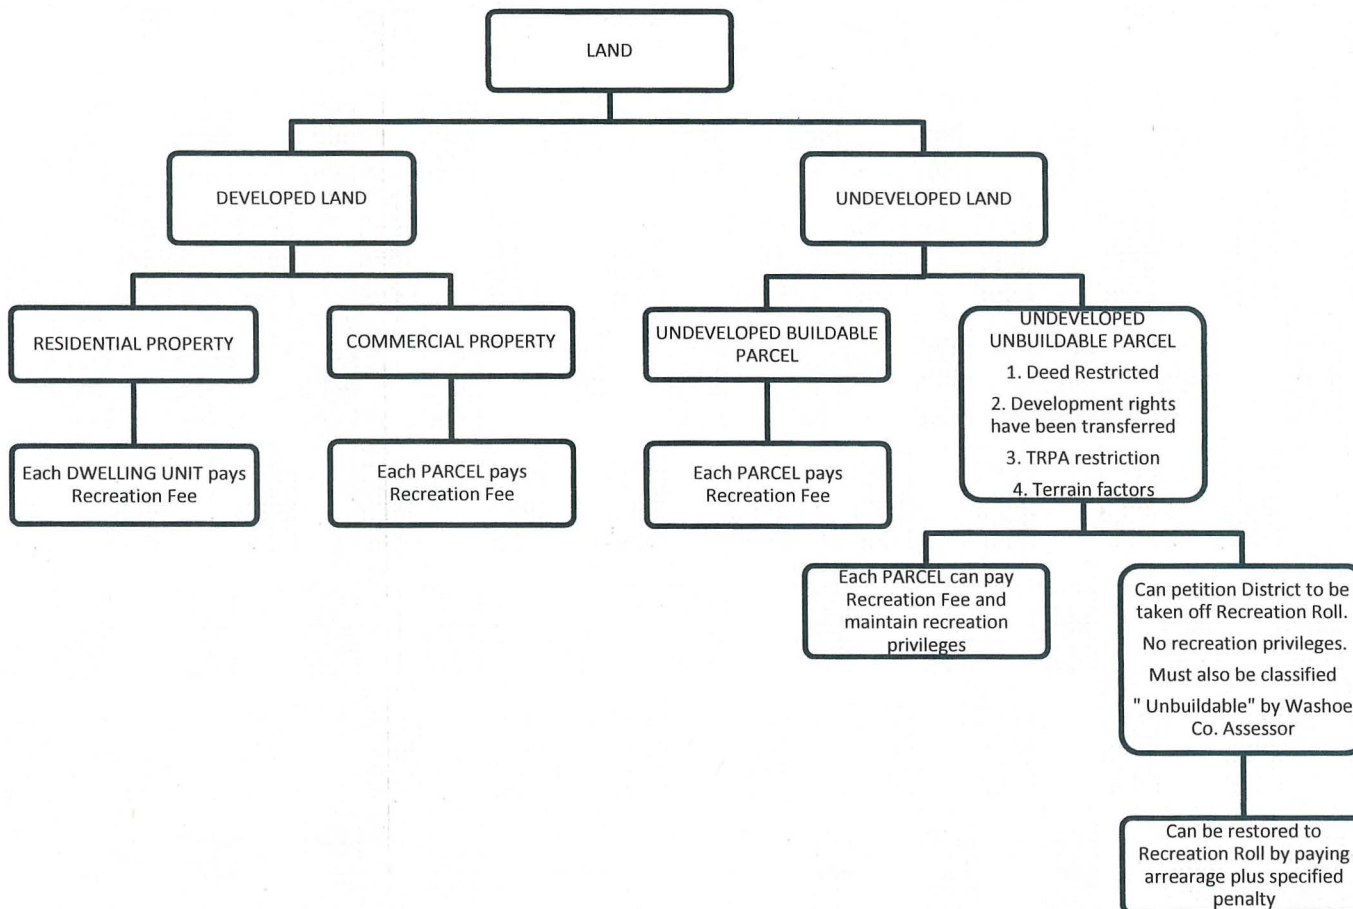 LAND
DEVELOPED LAND
UNDEVELOPED LAND
RESIDENTIAL PROPERTY
COMMERCIAL PROPERTY
UNDEVELOPED BUILDABLE
PARCEL
UNDEVELOPED
UNBUILDABLE PARCEL
1. Deed Restricted
2. Development rights
have been transferred
3. TRPA restriction
4. Terrain factors
Each DWELLING UNIT pays
Recreation Fee
Each PARCEL pays
Recreation Fee
Each PARCEL pays
Recreation Fee
Each PARCEL can pay
Recreation Fee and
maintain recreation
privileges
Can petition District to be
taken off Recreation Roll.
No recreation privileges.
Must also be classified
" Unbuildable" by Washoe
Co. Assessor
Can be restored to
Recreation Roll by paying
arrearage plus specified
penalty